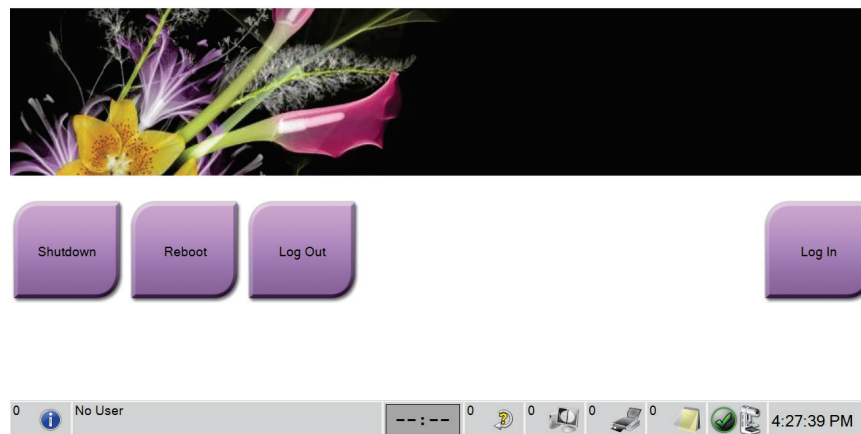 Shutdown
Reboot
Log Out
Log In
0
No User
--:--
0
0
0
0
4:27:39 PM